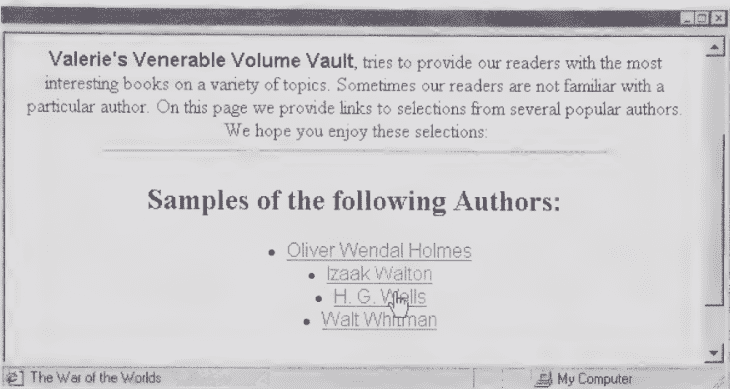 Valerie's Venerable Volume Vault, tries to provide our readers with the most
interesting books on a variety of topics. Sometimes our readers are not familiar with a
particular author. On this page we provide links to selections from several popular authors.
We hope you enjoy these selections:
Samples of the following Authors:
• Oliver Wendal Holmes
• Izaak Walton
• H. G. Wells
• Walt Whitman
The War of the Worlds
My Computer